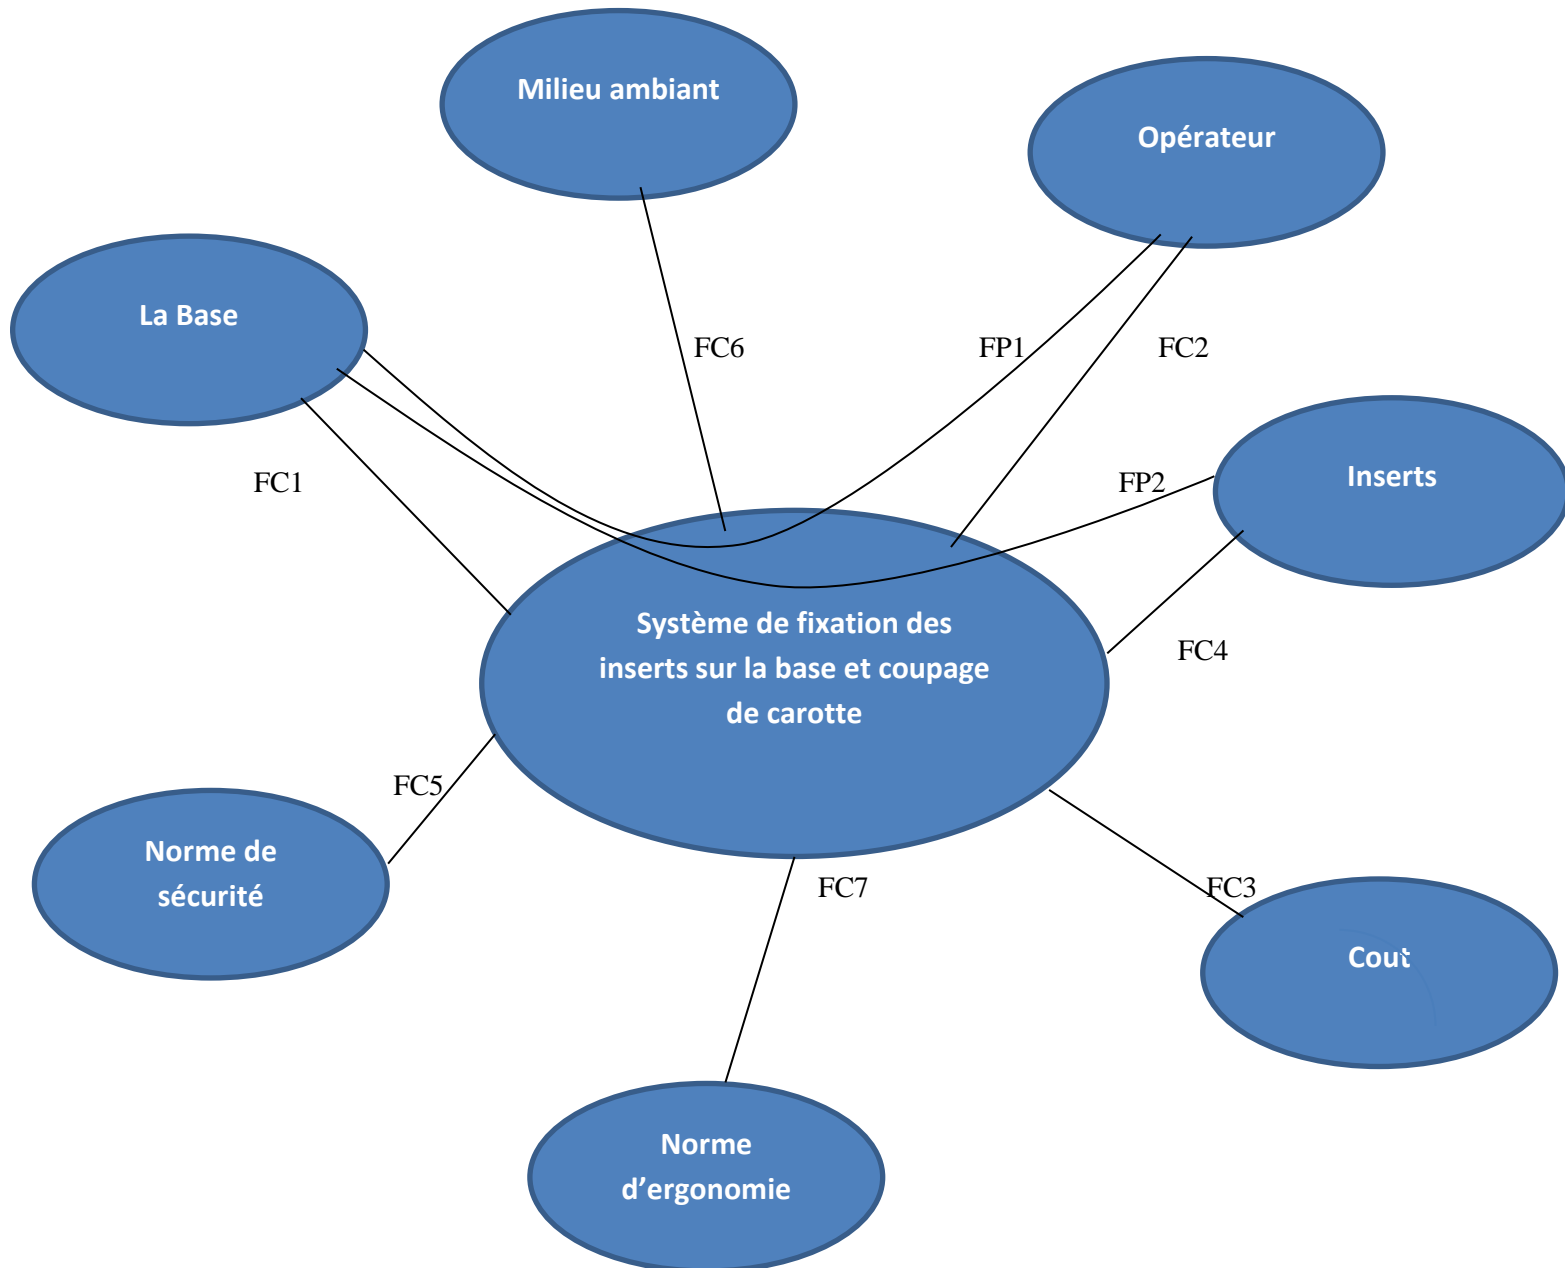 Milieu ambiant
Opérateur
La Base
FC6
FP1
FC2
FC1
FP2
Inserts
Système de fixation des
inserts sur la base et coupage
de carotte
FC4
FC5
Norme de
sécurité
FC7
FC3
Cout
Norme
d’ergonomie